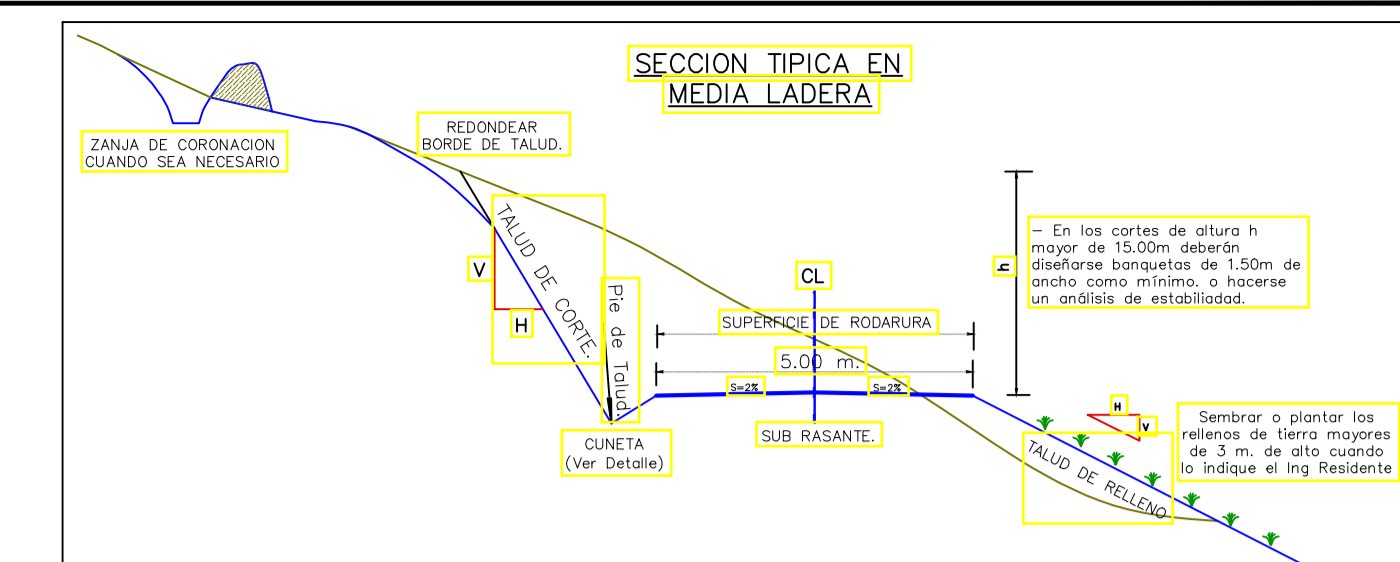 SECCION TIPICA EN
MEDIA LADERA
ZANJA DE CORONACION
CUANDO SEA NECESARIO
REDONDEAR
BORDE DE TALUD.
TALUD DE CORTE.
V
H
Pie de Talud.
CUNETA
(Ver Detalle)
CL
SUPERFICIE DE RODARURA
5.00 m.
S=2%
S=2%
SUB RASANTE.
h
- En los cortes de altura h
mayor de 15.00m deberán
diseñarse banquetas de 1.50m de
ancho como mínimo. o hacerse
un análisis de estabiliadad.
H
V
TALUD DE RELLENO
Sembrar o plantar los
rellenos de tierra mayores
de 3 m. de alto cuando
lo indique el Ing Residente